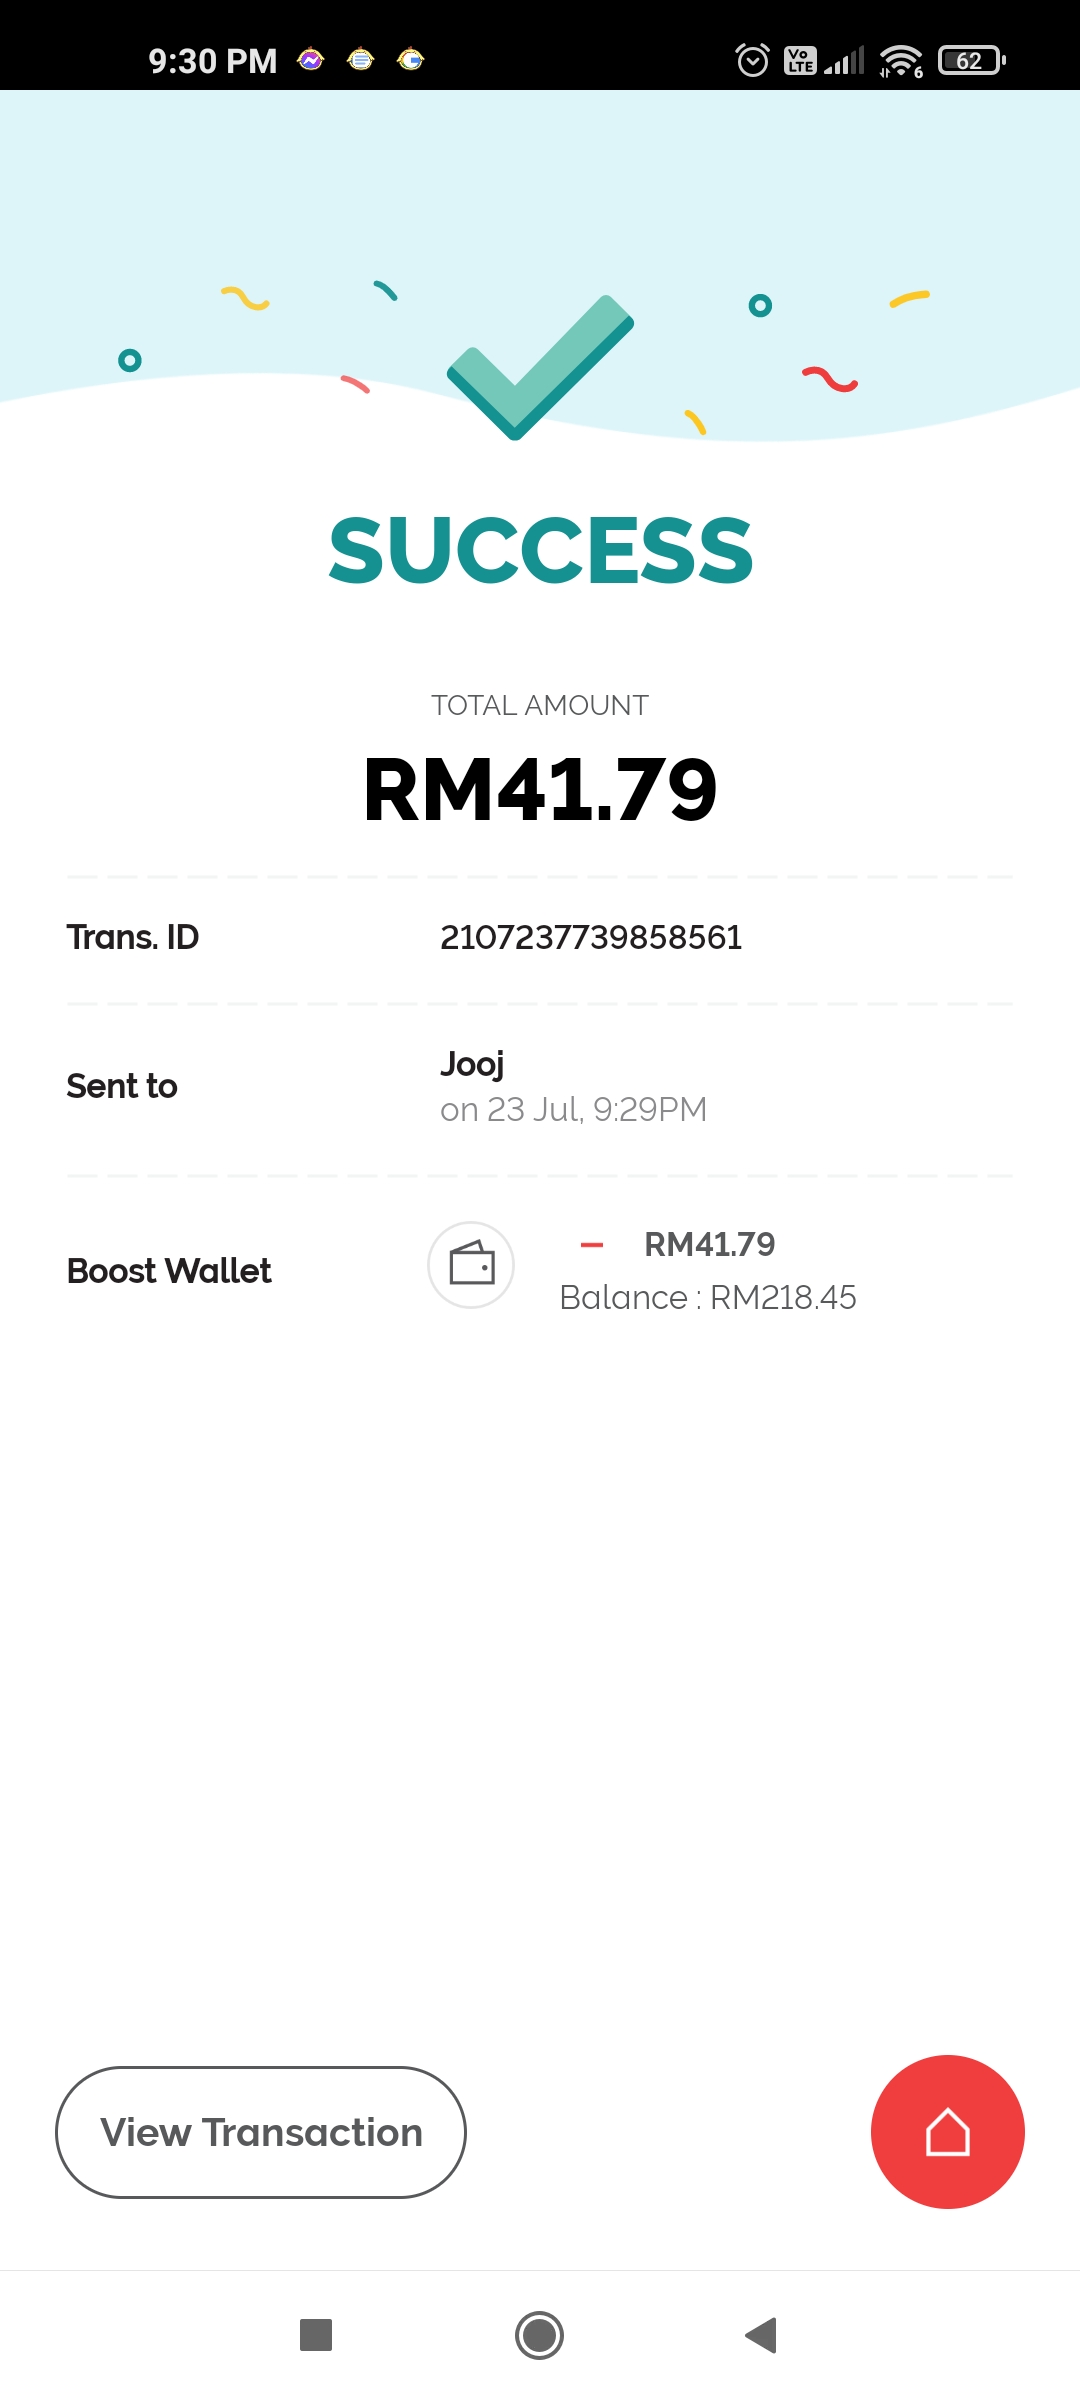 9:30 PM
Vo
LTE
6
62
SUCCESS
TOTAL AMOUNT
RM41.79
Trans. ID 2107237739858561
Sent to
Jooj
on 23 Jul, 9:29PM
Boost Wallet
– RM41.79
Balance : RM218.45
View Transaction